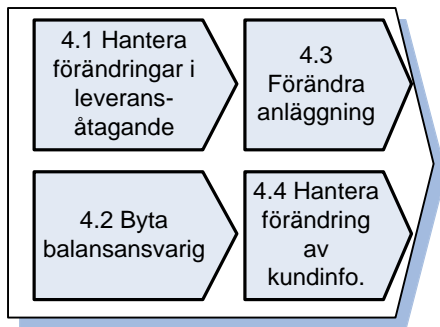 4.1 Hantera
förändringar i
leverans-
åtagande
4.3
Förändra
anläggning
4.2 Byta
balansansvarig
4.4 Hantera
förändring
av
kundinfo.